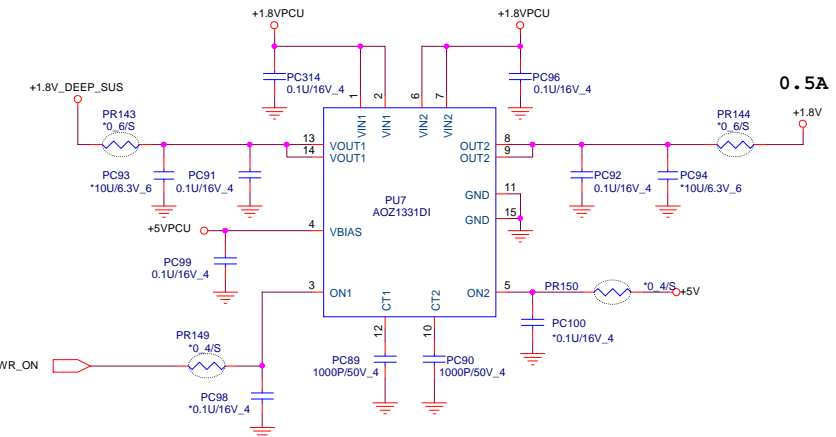 +1.8VPCU
+1.8VPCU
PC314
0.1U/16V_4
PC96
0.1U/16V_4
0.5A
+1.8V_DEEP_SUS
1
2
6
7
+1.8V
PR143
*0_6/S
PR144
*0_6/S
VIN1
VIN1
VIN2
VIN2
13
14
VOUT1
VOUT1
OUT2
OUT2
8
9
PC93
*10U/6.3V_6
PC91
0.1U/16V_4
PC92
0.1U/16V_4
PC94
*10U/6.3V_6
PU7
AOZ1331DI
GND
11
GND
15
+5VPCU
4
VBIAS
PC99
0.1U/16V_4
3
ON1
CT1
CT2
ON2
5
PR150
*0_4/S
+5V
12
10
PC100
*0.1U/16V_4
PR149
*0_4/S
PC89
1000P/50V_4
PC90
1000P/50V_4
WR_ON
PC98
*0.1U/16V_4